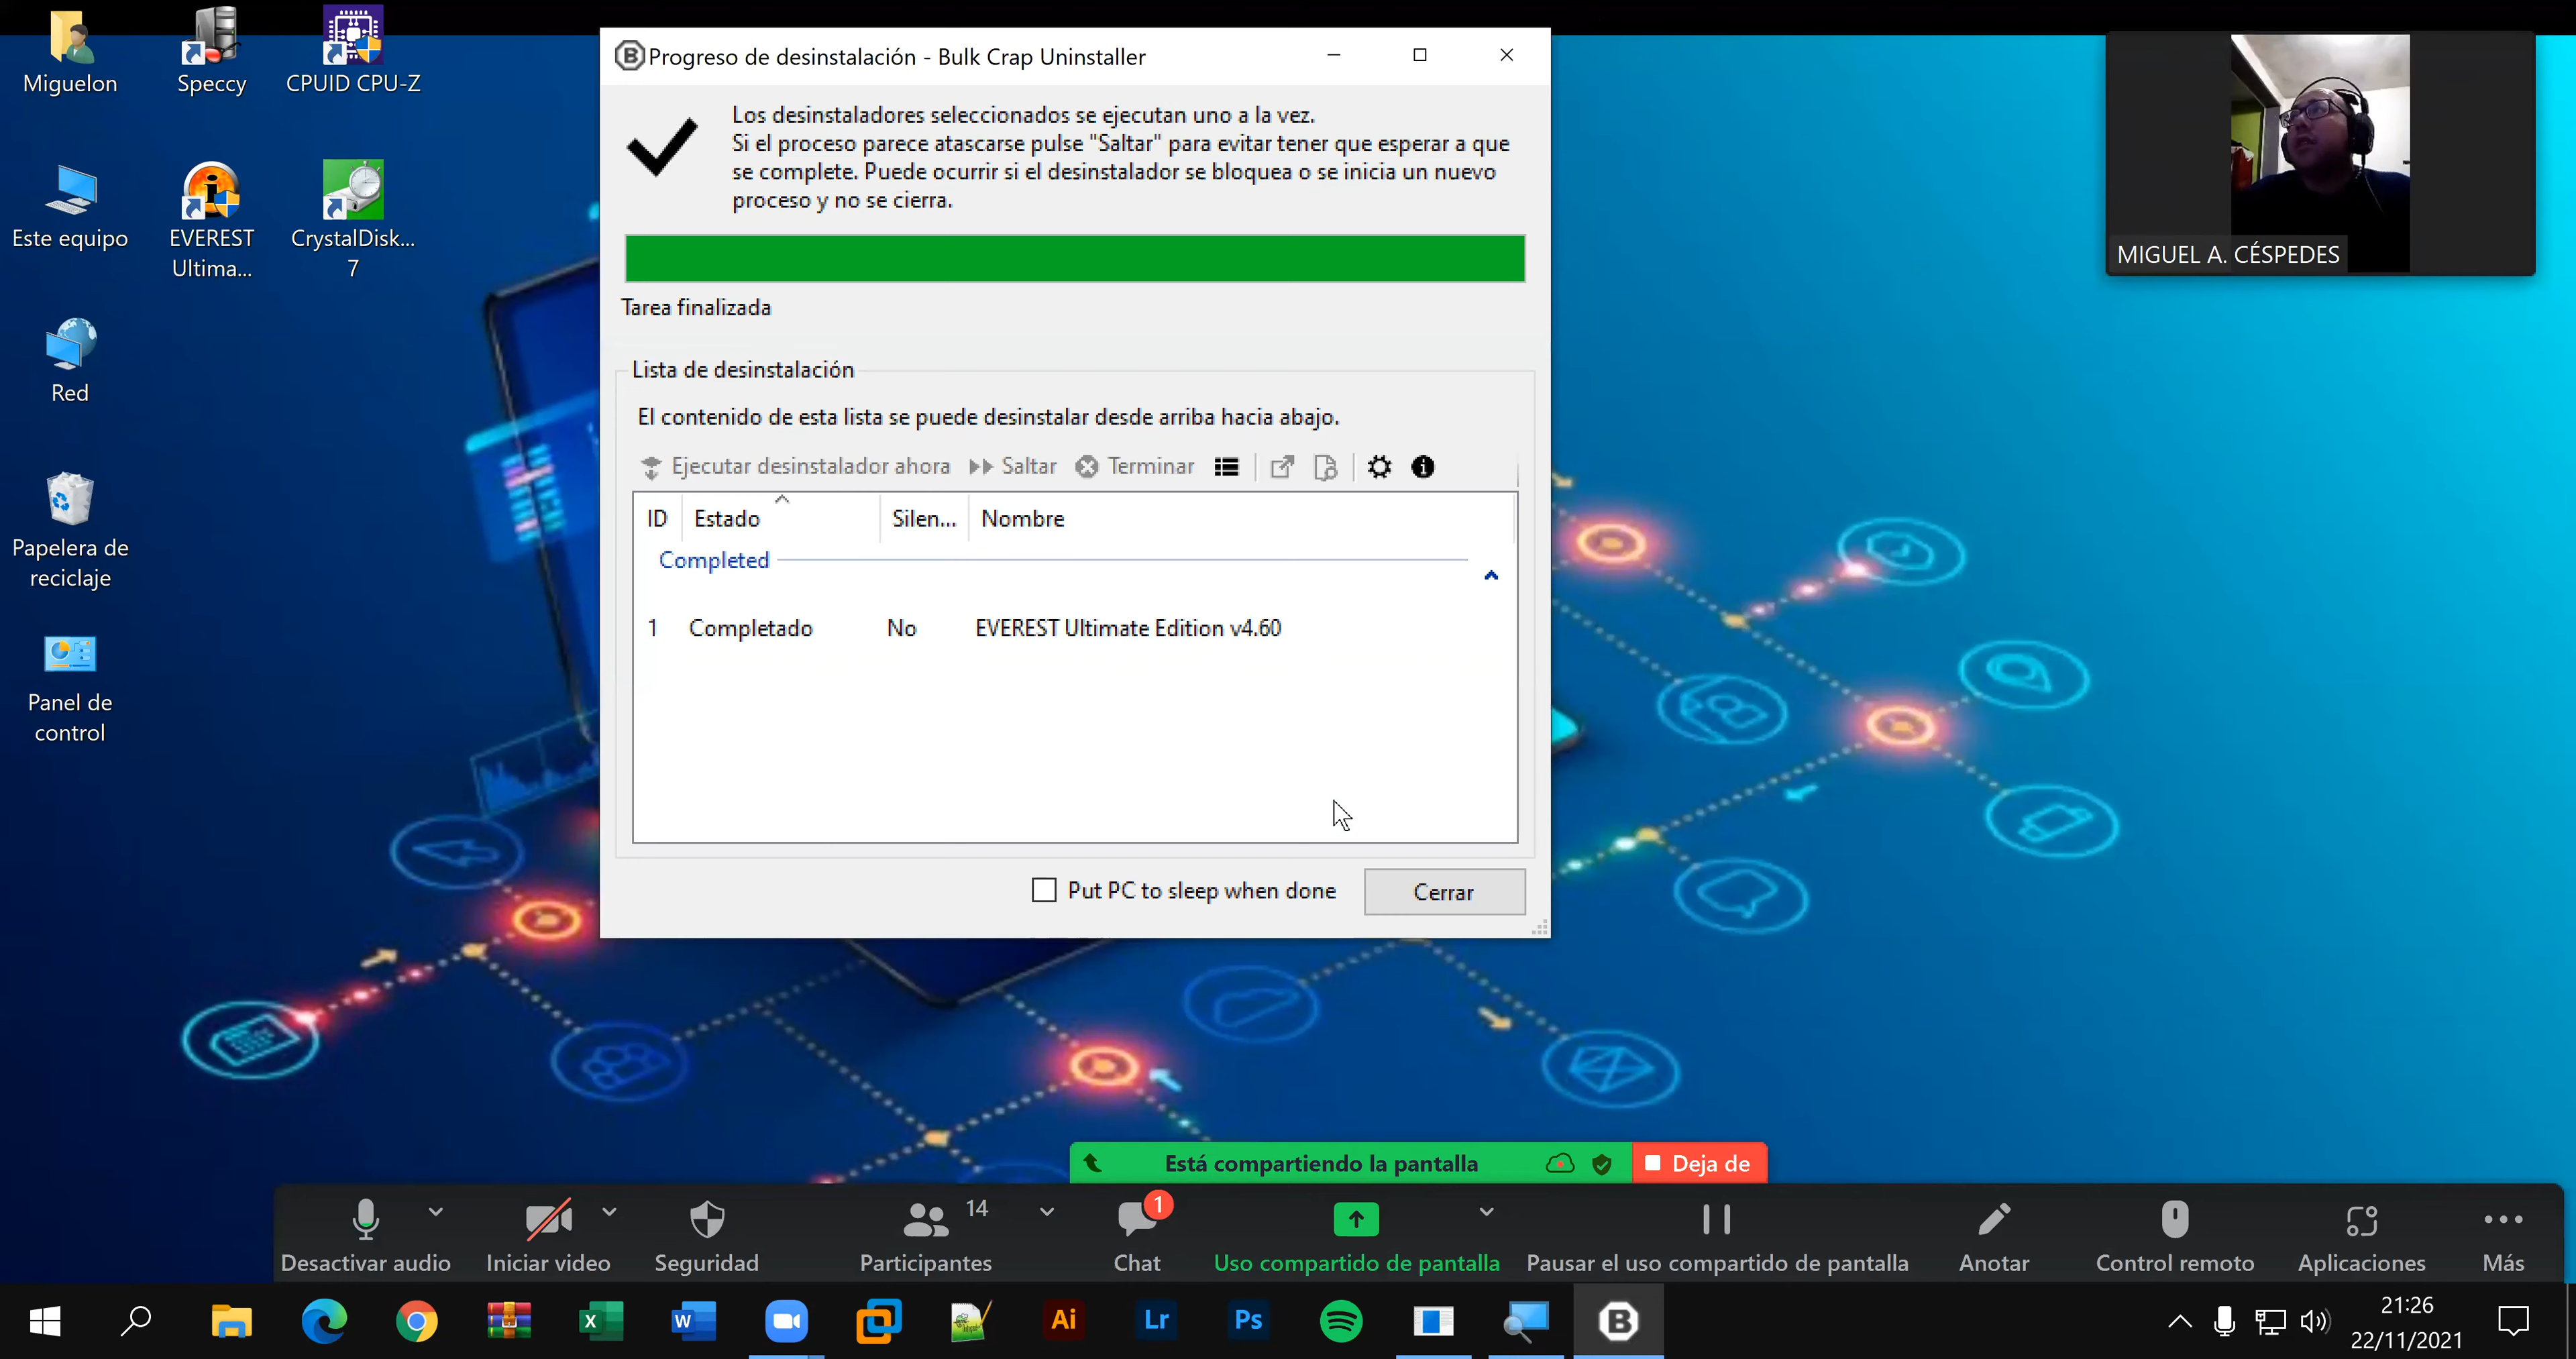 Miguelon
Speccy
CPUID CPU-Z
Este equipo
EVEREST
Ultima...
CrystalDisk...
7
Red
Papelera de
reciclaje
Panel de
control
Progreso de desinstalación - Bulk Crap Uninstaller
Los desinstaladores seleccionados se ejecutan uno a la vez.
Si el proceso parece atascarse pulse "Saltar" para evitar tener que esperar a que
se complete. Puede ocurrir si el desinstalador se bloquea o se inicia un nuevo
proceso y no se cierra.
Tarea finalizada
Lista de desinstalación
El contenido de esta lista se puede desinstalar desde arriba hacia abajo.
Ejecutar desinstalador ahora Saltar Terminar
ID Estado Silen... Nombre
Completed
1 Completado No EVEREST Ultimate Edition v4.60
Put PC to sleep when done Cerrar
MIGUEL A. CÉSPEDES
Está compartiendo la pantalla Deja de
14
1
Desactivar audio Iniciar video Seguridad Participantes Chat Uso compartido de pantalla Pausar el uso compartido de pantalla Anotar Control remoto Aplicaciones Más
Ai Lr Ps
21:26
22/11/2021